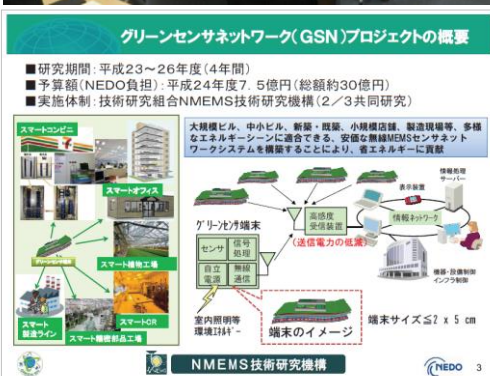 グリーンセンサネットワーク(GSN)プロジェクトの概要
■研究期間:平成23~26年度(4年間)
■予算額(NEDO負担):平成24年度7.5億円(総額約30億円)
■実施体制:技術研究組合NMEMS技術研究機構(2/3共同研究)
スマートコンビニ
スマートオフィス
スマート植物工場
スマートCR
スマート
製造ライン
スマート精密部品工場
大規模ビル、中小ビル、新築・既築、小規模店舗、製造現場等、多様
なエネルギーシーンに適合できる、安価な無線MEMSセンサネット
ワークシステムを構築することにより、省エネルギーに貢献
グリーンセンサ端末
センサ
信号
処理
自立
電源
無線
通信
高感度
受信装置
(送信電力の低減)
表示装置
情報処理
サーバー
情報ネットワーク
機器・設備制御
インフラ制御
室内照明等
環境エネルギー
端末のイメージ
端末サイズ≦2 x 5 cm
NMEMS技術研究機構
NEDO
3